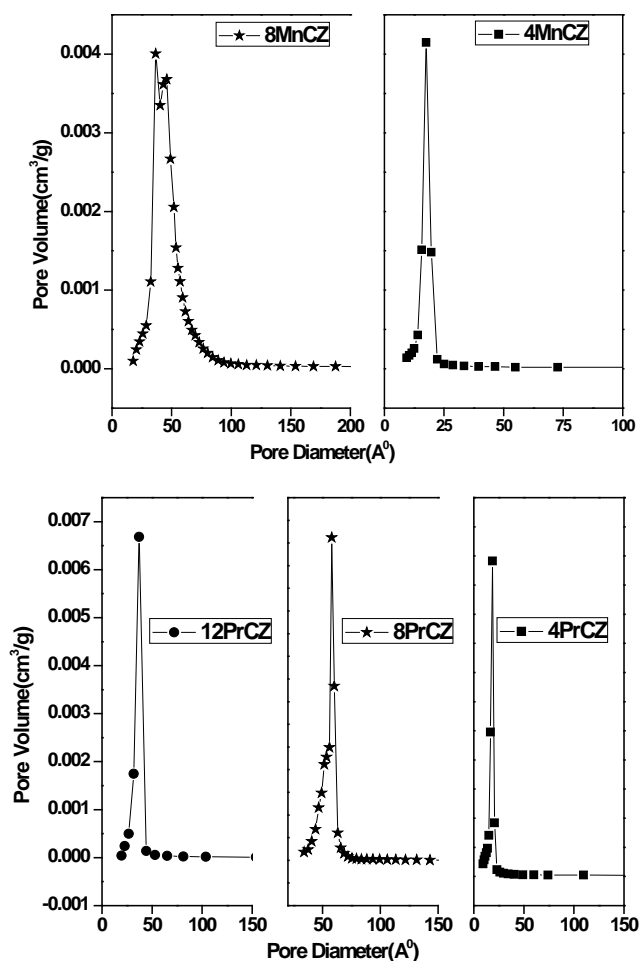 8MnCZ
4MnCZ
0.004
0.003
0.002
0.001
0.000
Pore Volume(cm³/g)
0 50 100 150 200
0 25 50 75 100
Pore Diameter(A⁰)
0.007
0.006
0.005
0.004
0.003
0.002
0.001
0.000
-0.001
Pore Volume(cm³/g)
12PrCZ
8PrCZ
4PrCZ
0 50 100 150
50 100 150
0 50 100 150
Pore Diameter(A⁰)